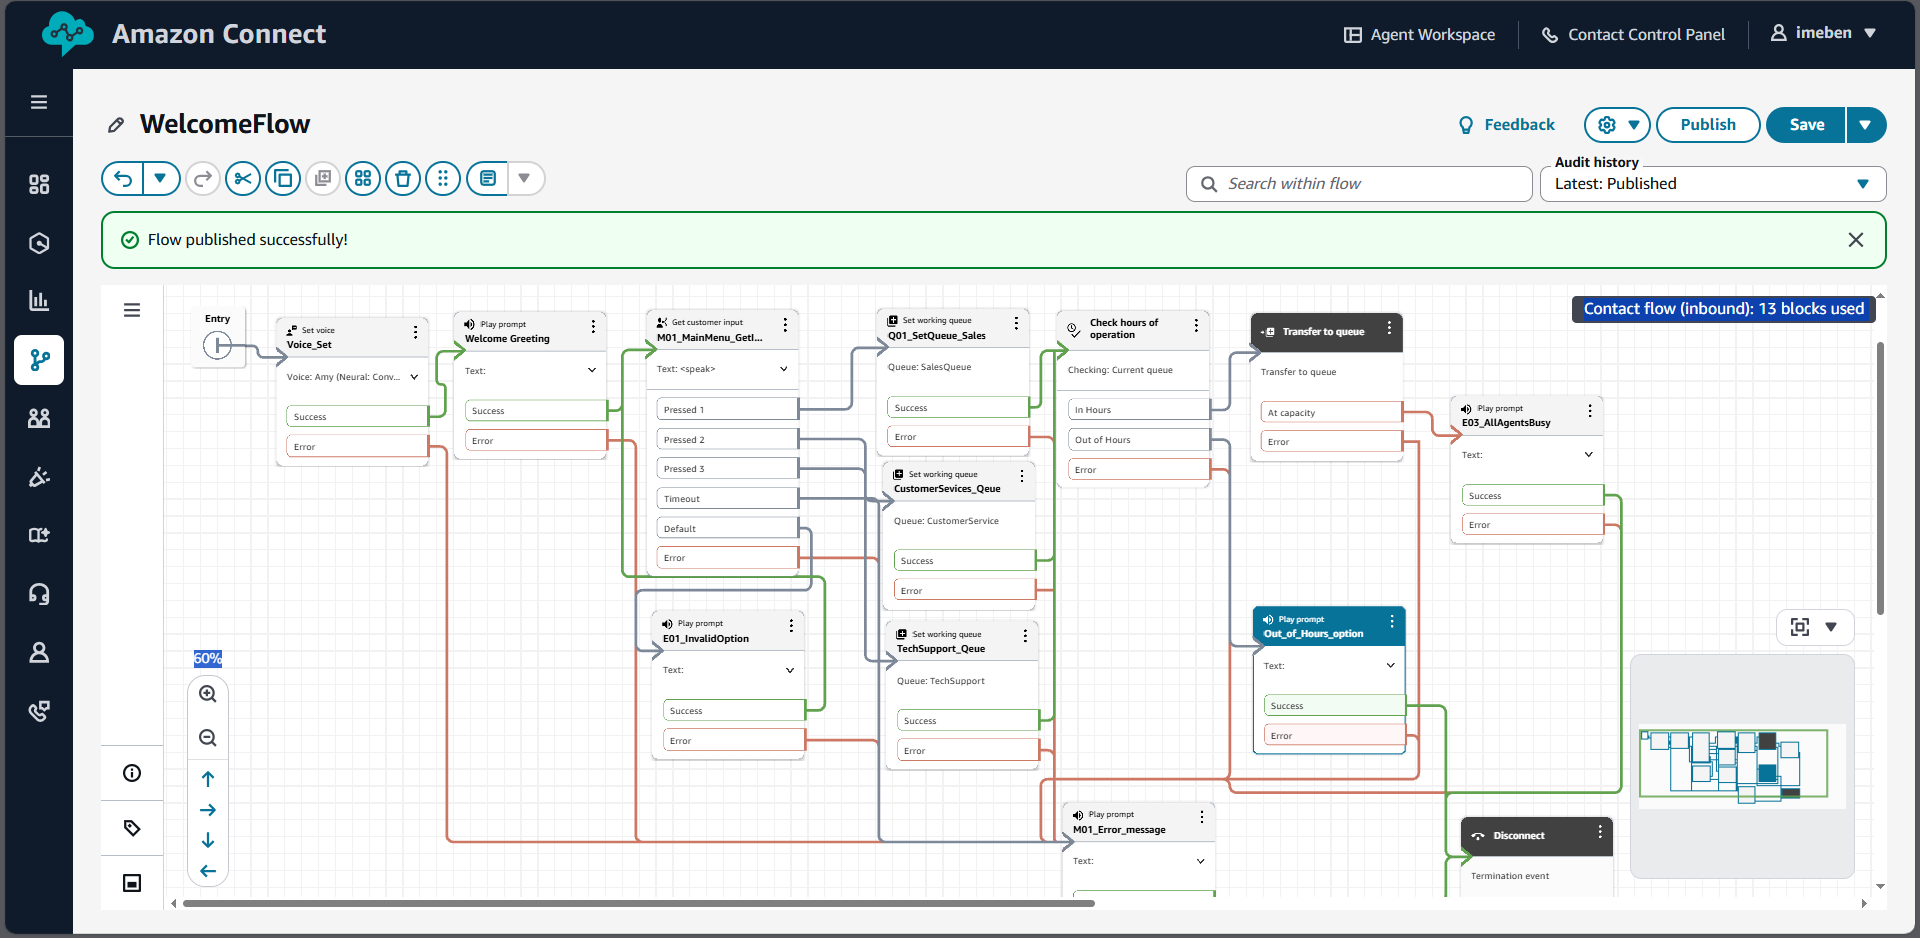 Amazon Connect
Agent Workspace
Contact Control Panel
imeben
WelcomeFlow
Feedback
Publish
Save
Search within flow
Audit history
Latest: Published
Flow published successfully!
Contact flow (inbound): 13 blocks used
Entry
Set voice
Voice_Set
Voice: Amy (Neural: Conv...
Success
Error
Play prompt
Welcome Greeting
Text:
Success
Error
Get customer input
M01_MainMenu_GetI...
Text: <speak>
Pressed 1
Pressed 2
Pressed 3
Timeout
Default
Error
Set working queue
Q01_SetQueue_Sales
Queue: SalesQueue
Success
Error
Set working queue
CustomerSevices_Qeue
Queue: CustomerService
Success
Error
Set working queue
TechSupport_Qeue
Queue: TechSupport
Success
Error
Check hours of
operation
Checking: Current queue
In Hours
Out of Hours
Error
Transfer to queue
Transfer to queue
At capacity
Error
Play prompt
E03_AllAgentsBusy
Text:
Success
Error
Play prompt
E01_InvalidOption
Text:
Success
Error
Play prompt
Out_of_Hours_option
Text:
Success
Error
60%
Play prompt
M01_Error_message
Text:
Disconnect
Termination event